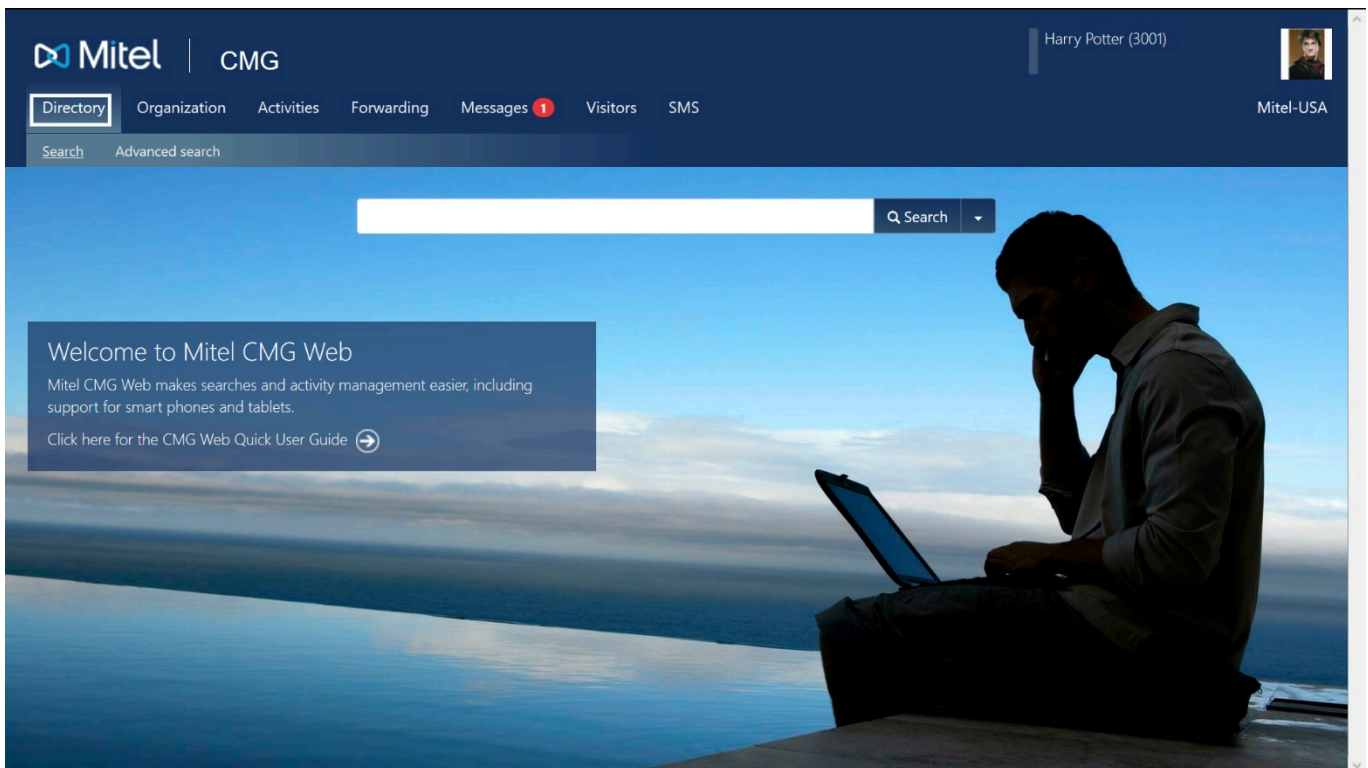 Mitel | CMG
Harry Potter (3001)
Directory Organization Activities Forwarding Messages 1 Visitors SMS
Mitel-USA
Search Advanced search
Search
Welcome to Mitel CMG Web
Mitel CMG Web makes searches and activity management easier, including
support for smart phones and tablets.
Click here for the CMG Web Quick User Guide